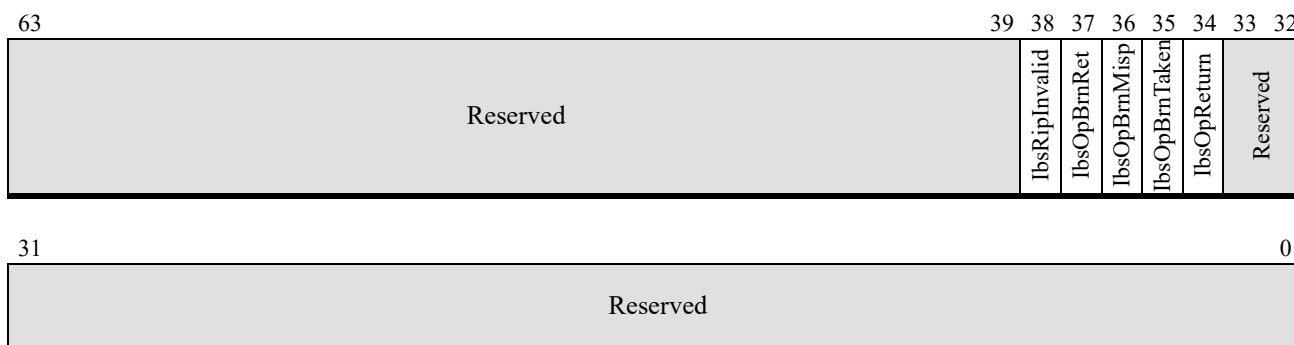 63 39 38 37 36 35 34 33 32
Reserved
IbsRipInvalid
IbsOpBrnRet
IbsOpBrnMisp
IbsOpBrnTaken
IbsOpReturn
Reserved
31 0
Reserved